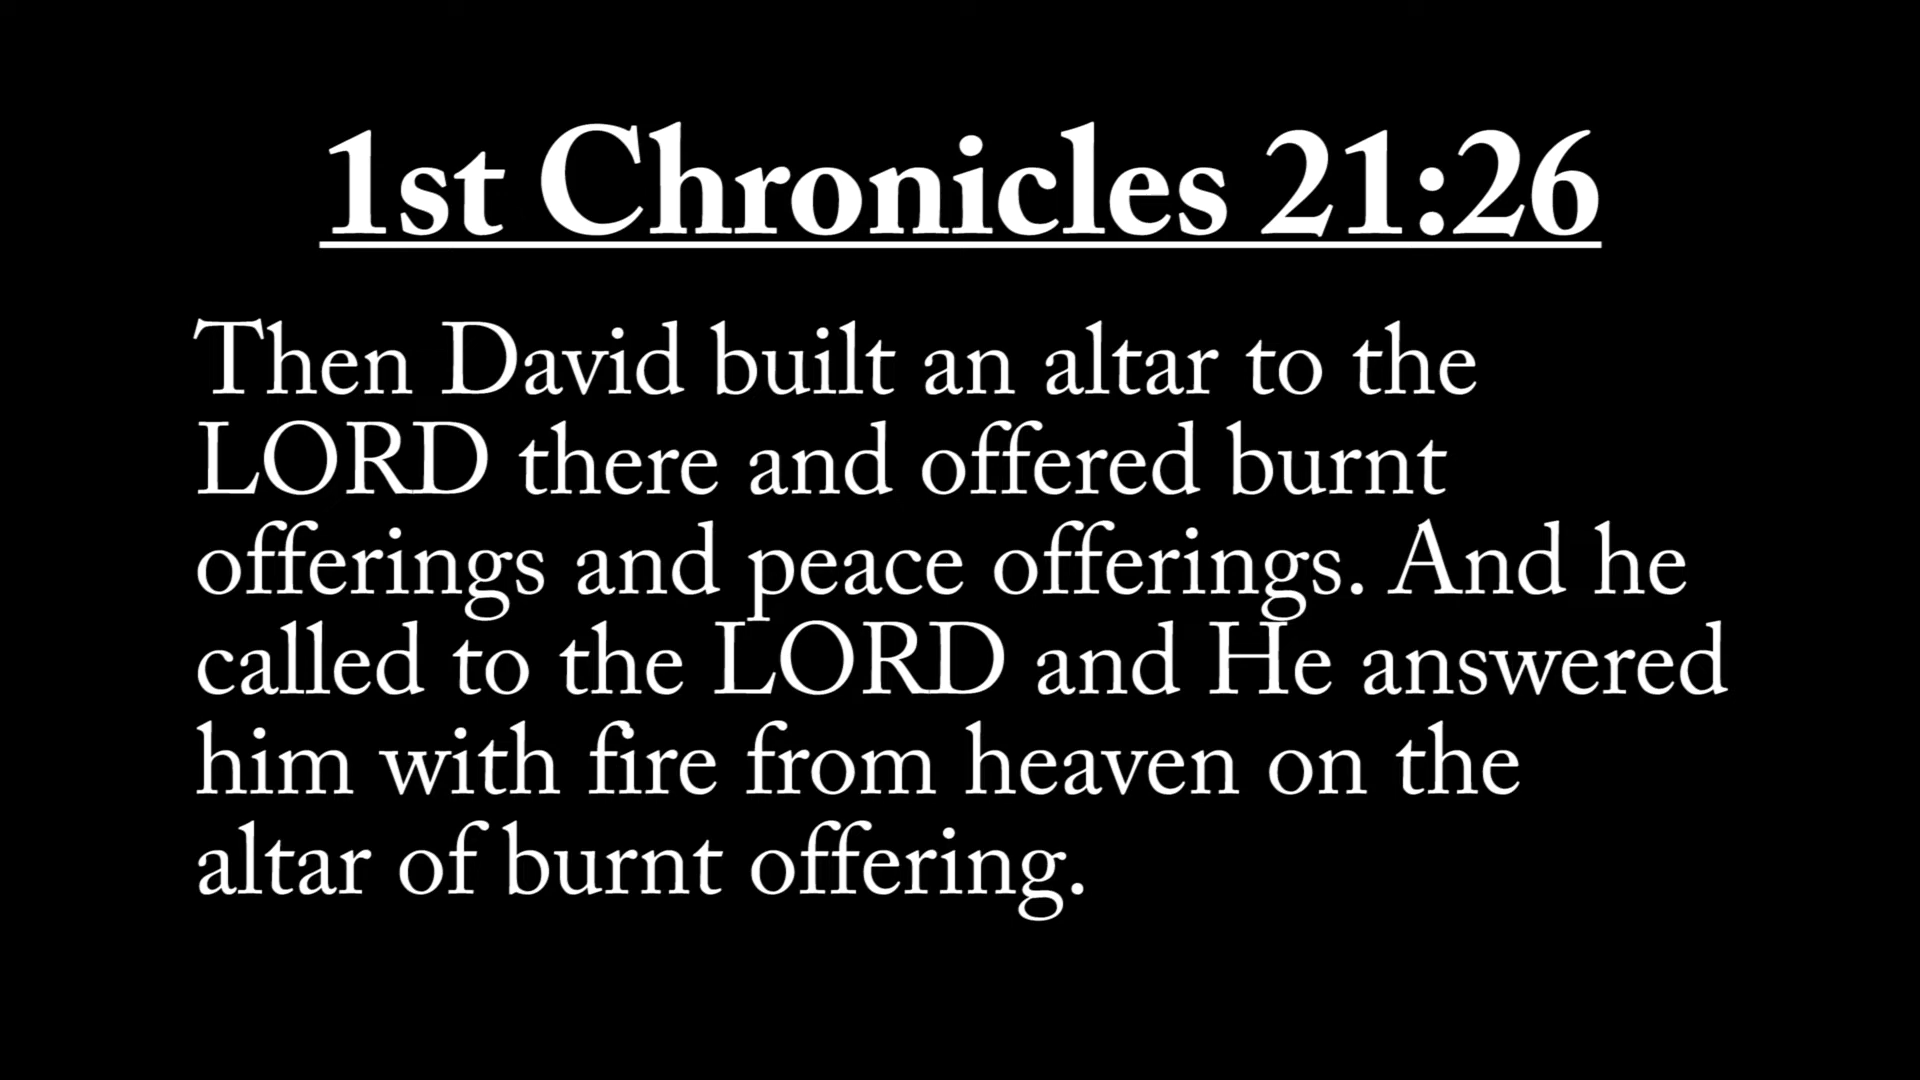 1st Chronicles 21:26
Then David built an altar to the
LORD there and offered burnt
offerings and peace offerings. And he
called to the LORD and He answered
him with fire from heaven on the
altar of burnt offering.